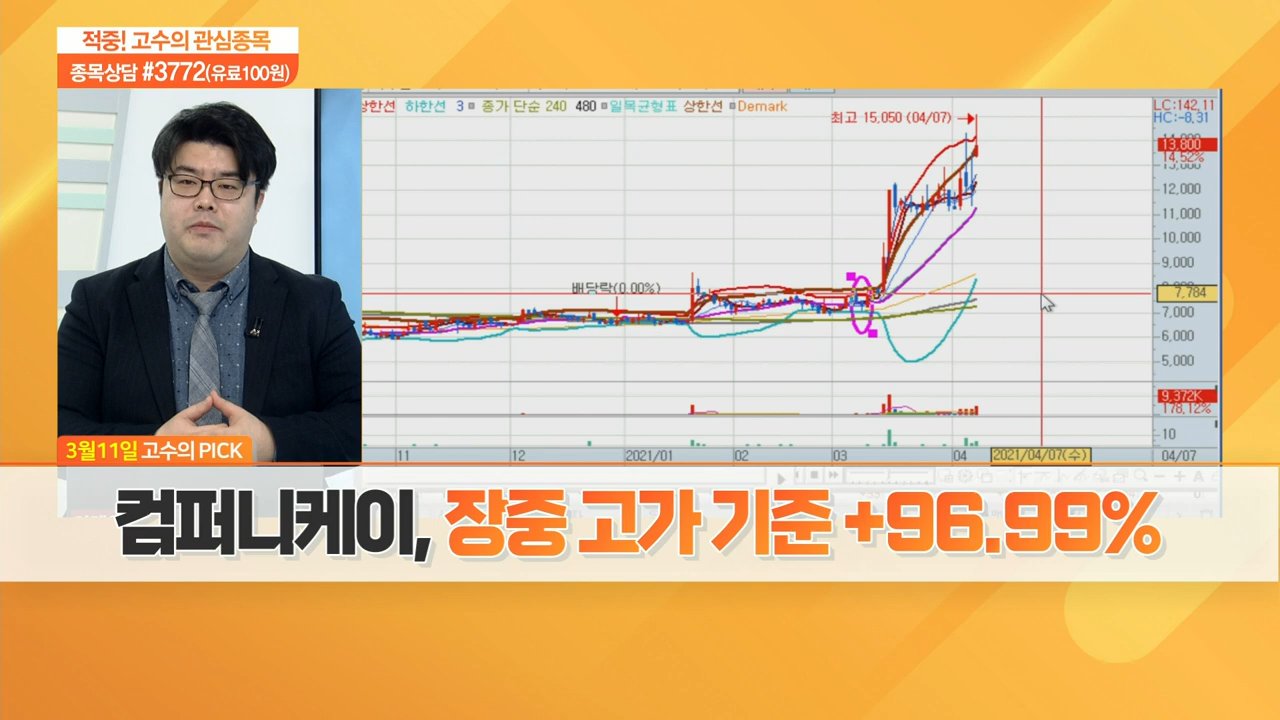 적중! 고수의 관심종목
종목상담 #3772(유료100원)
상한선 하한선 3 종가 단순 240 480 일목균형표 상한선 Demark
최고 15,050 (04/07)
LC:142,11
HC:-8,31
13,800
14,52%
12,000
11,000
10,000
9,000
배당락(0.00%)
7,784
7,000
6,000
5,000
9,372K
178,12%
10
11
12
2021/01
02
03
04
2021/04/07(수)
04/07
3월11일 고수의 PICK
컴퍼니케이, 장중 고가 기준 +96.99%